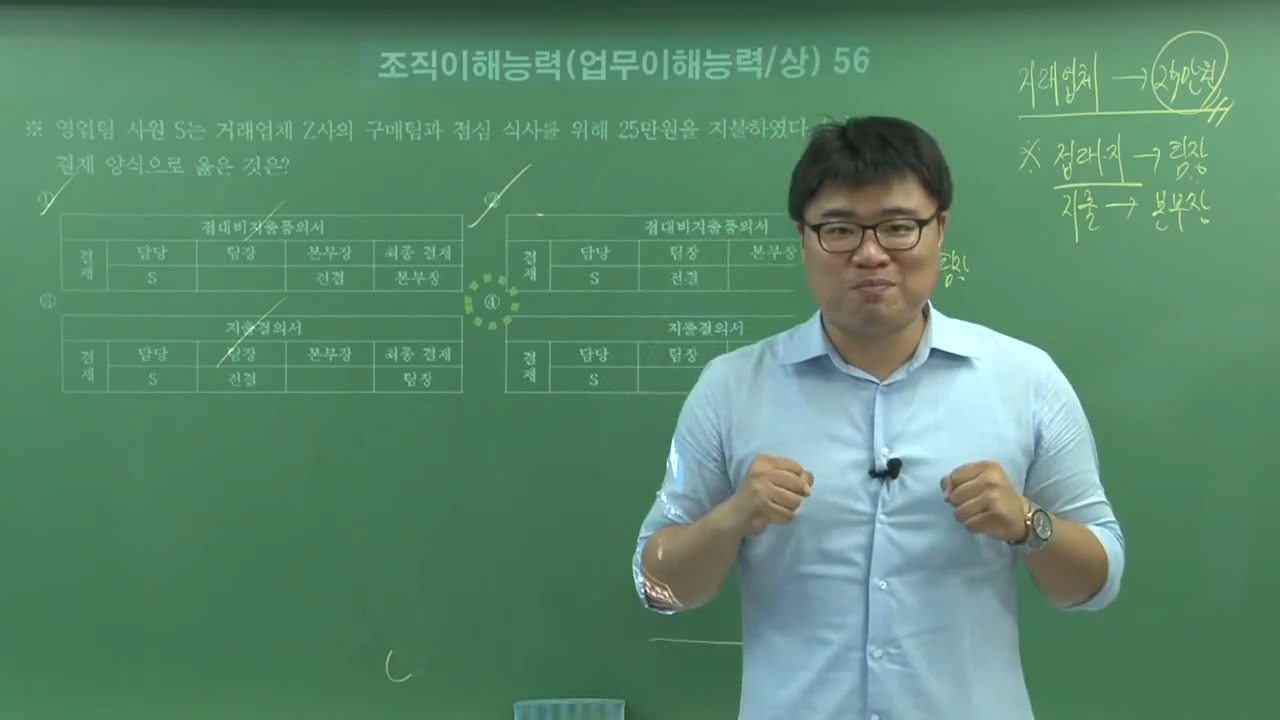 조직이해능력(업무이해능력/상) 56
거래업체 → 25만원
※ 영업팀 사원 S는 거래업체 Z사의 구매팀과 점심 식사를 위해 25만원을 지불하였다.
결재 양식으로 옳은 것은?
※ 접대·지 → 팀장
지출 → 본부장
①
접대비지출품의서
결재 담당 팀장 본부장 최종 결재
S 전결 본부장
②
접대비지출품의서
결재 담당 팀장 본부장
S 전결
팀장
③
지출결의서
결재 담당 팀장 본부장 최종 결재
S 전결 팀장
④
지출결의서
결재 담당 팀장
S